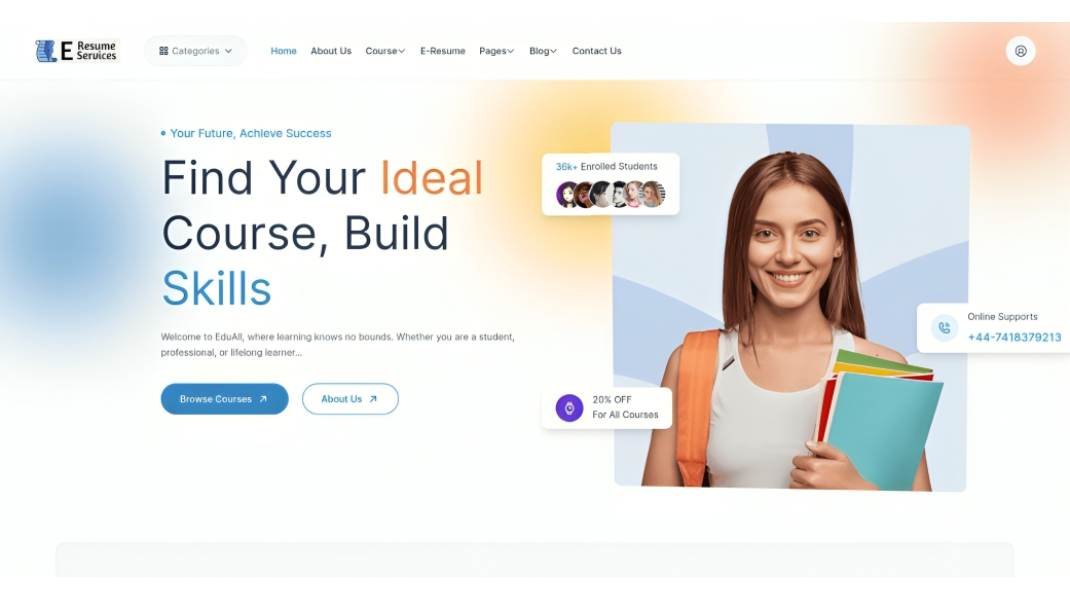 E Resume
Services
Categories
Home
About Us
Course
E-Resume
Pages
Blog
Contact Us
Your Future, Achieve Success
Find Your Ideal
Course, Build
Skills
Welcome to EduAll, where learning knows no bounds. Whether you are a student,
professional, or lifelong learner...
Browse Courses
About Us
36k+ Enrolled Students
Online Supports
+44-7418379213
20% OFF
For All Courses